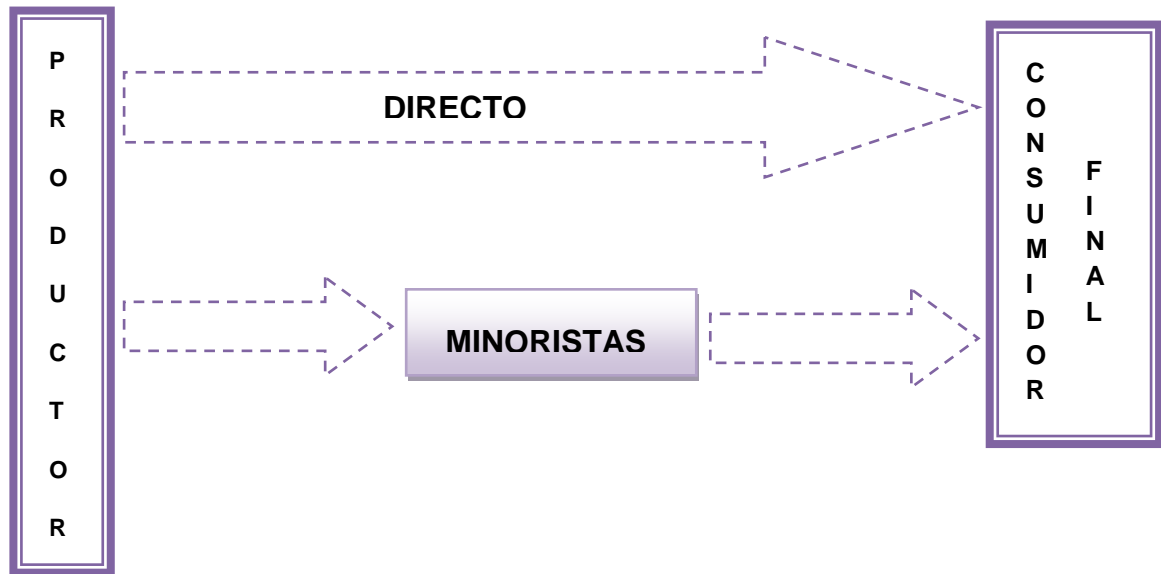 PRODUCTOR
DIRECTO
MINORISTAS
CONSUMIDOR
FINAL